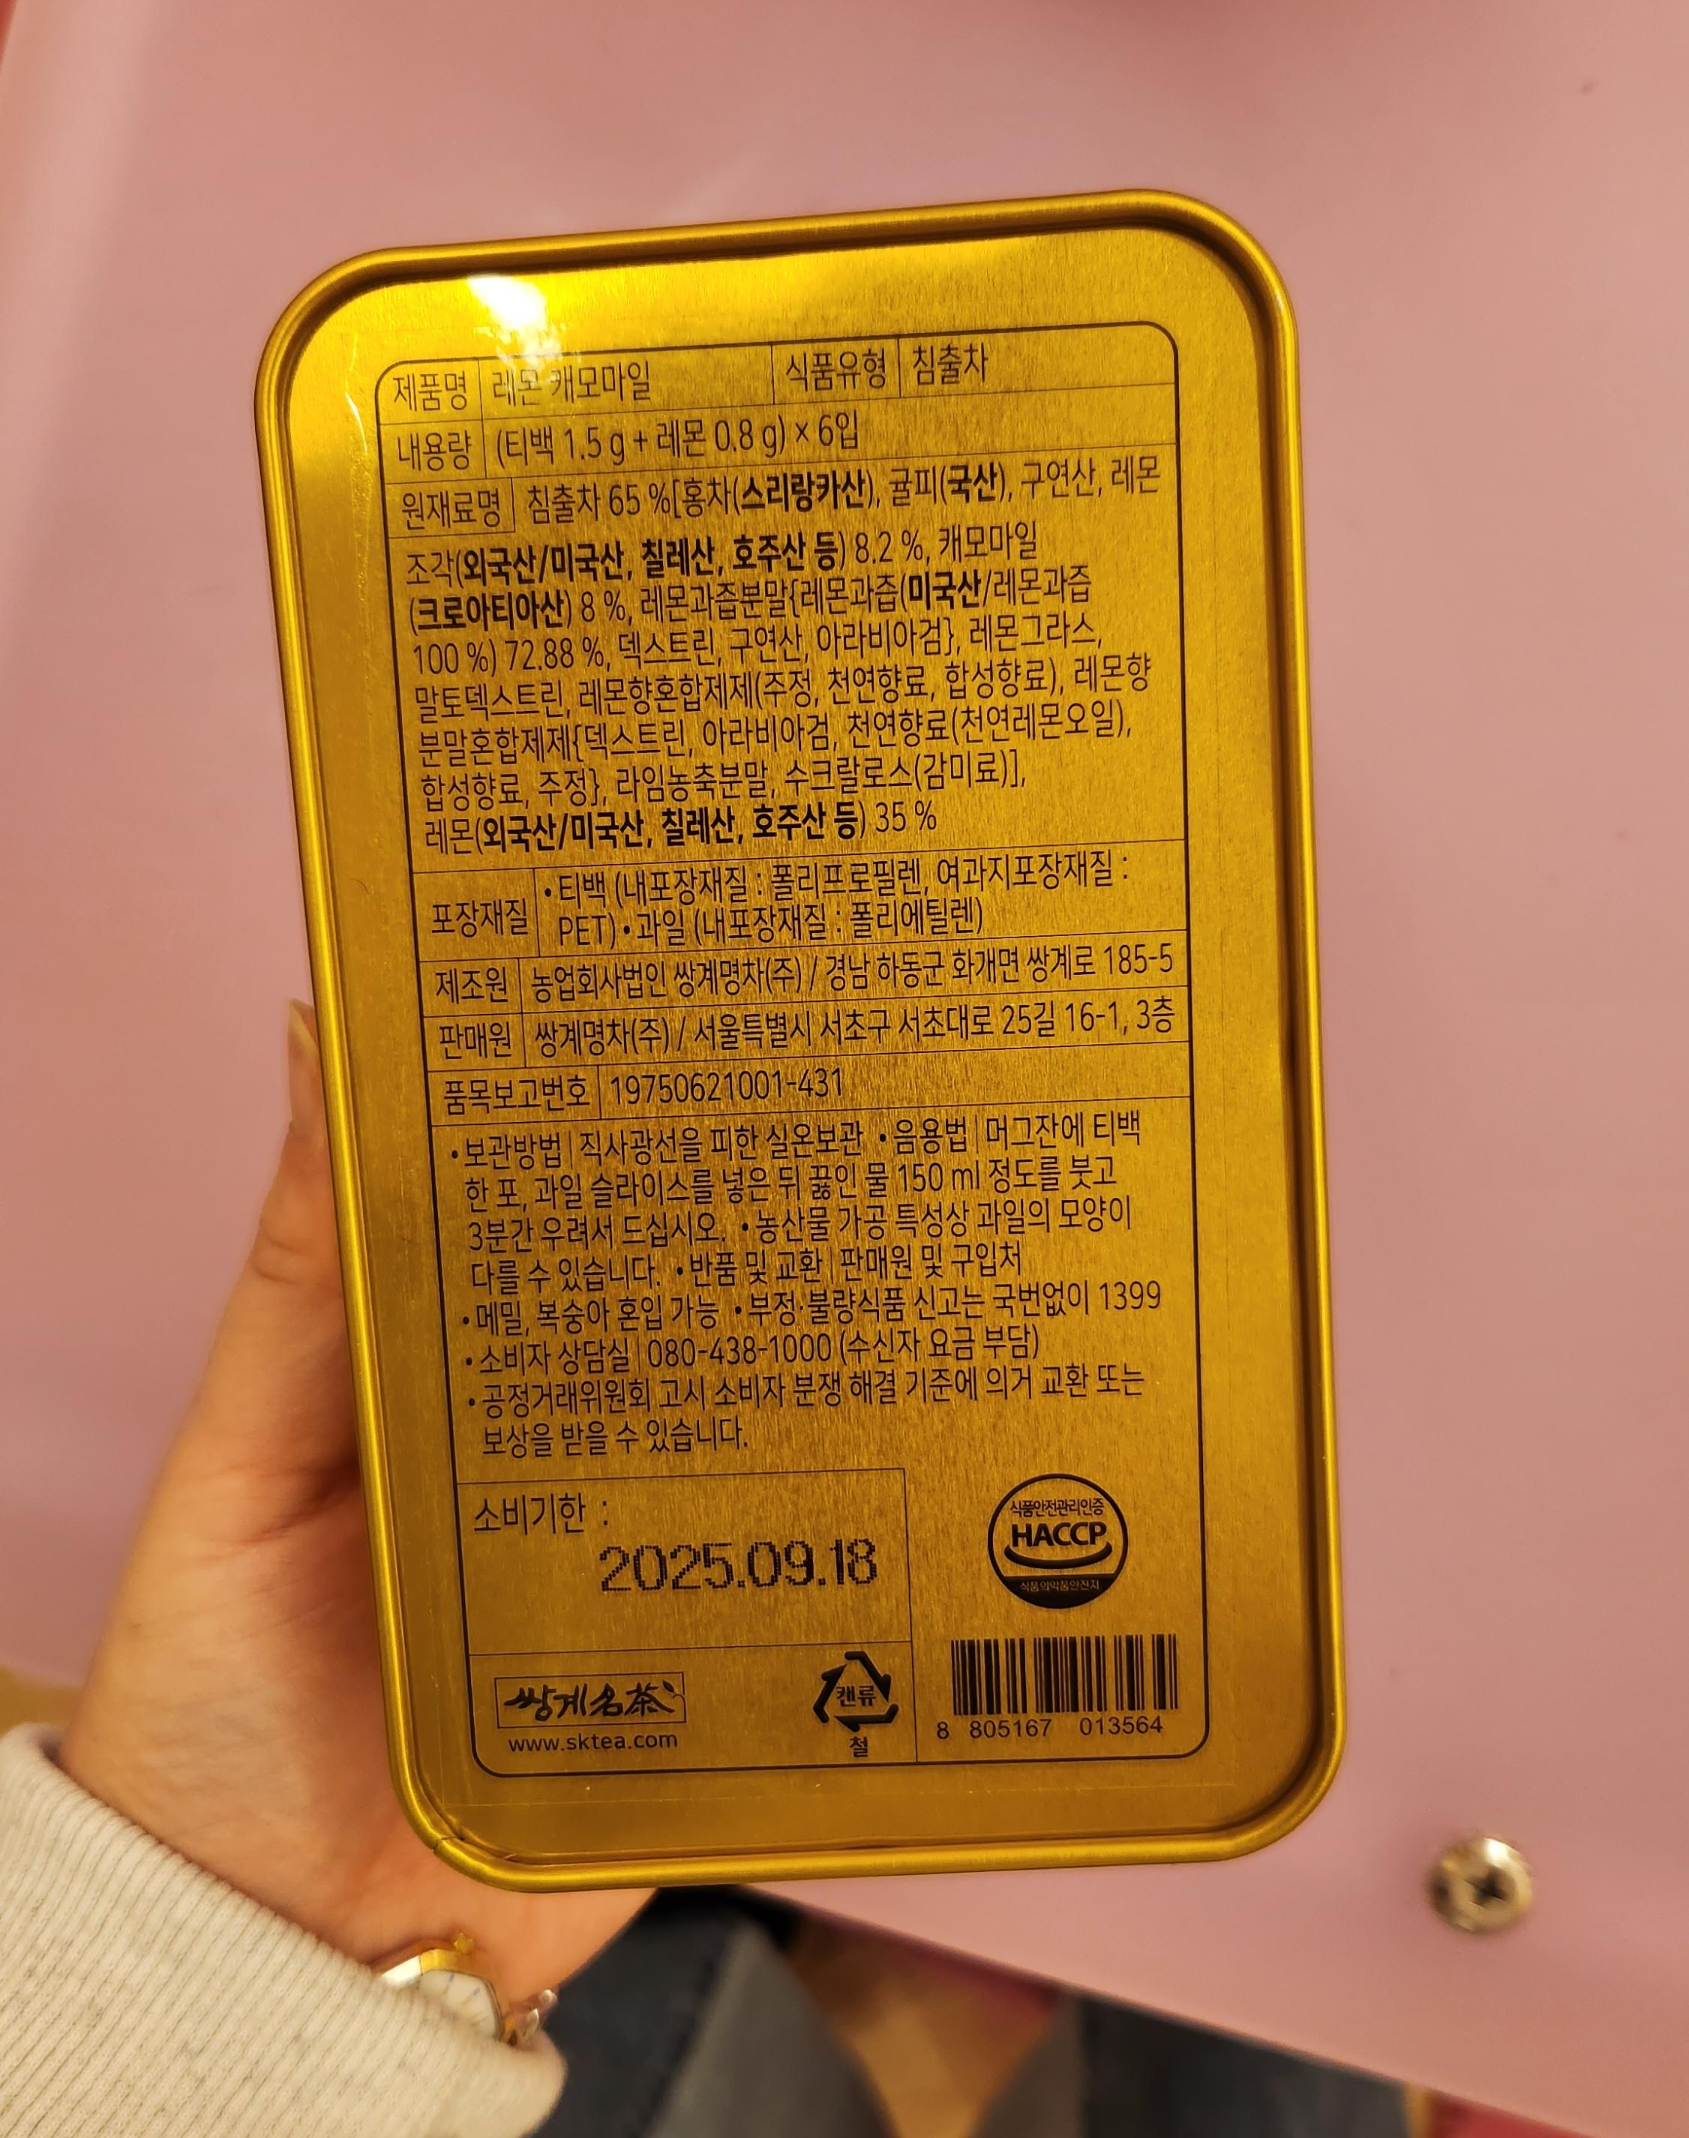 제품명 레몬 캐모마일 식품유형 침출차
내용량 (티백 1.5 g + 레몬 0.8 g) × 6입
원재료명 침출차 65 %[홍차(스리랑카산), 귤피(국산), 구연산, 레몬
조각(외국산/미국산, 칠레산, 호주산 등) 8.2 %, 캐모마일
(크로아티아산) 8 %, 레몬과즙분말{레몬과즙(미국산/레몬과즙
100 %) 72.88 %, 덱스트린, 구연산, 아라비아검}, 레몬그라스,
말토덱스트린, 레몬향혼합제제(주정, 천연향료, 합성향료), 레몬향
분말혼합제제{덱스트린, 아라비아검, 천연향료(천연레몬오일),
합성향료, 주정}, 라임농축분말, 수크랄로스(감미료)],
레몬(외국산/미국산, 칠레산, 호주산 등) 35 %
포장재질 • 티백 (내포장재질 : 폴리프로필렌, 여과지포장재질 :
PET) • 과일 (내포장재질 : 폴리에틸렌)
제조원 농업회사법인 쌍계명차(주) / 경남 하동군 화개면 쌍계로 185-5
판매원 쌍계명차(주) / 서울특별시 서초구 서초대로 25길 16-1, 3층
품목보고번호 19750621001-431
• 보관방법 | 직사광선을 피한 실온보관 • 음용법 | 머그잔에 티백
한 포, 과일 슬라이스를 넣은 뒤 끓인 물 150 ml 정도를 붓고
3분간 우려서 드십시오. • 농산물 가공 특성상 과일의 모양이
다를 수 있습니다. • 반품 및 교환 | 판매원 및 구입처
• 메밀, 복숭아 혼입 가능 • 부정·불량식품 신고는 국번없이 1399
• 소비자 상담실 | 080-438-1000 (수신자 요금 부담)
• 공정거래위원회 고시 소비자 분쟁 해결 기준에 의거 교환 또는
보상을 받을 수 있습니다.
소비기한 :
2025.09.18
식품안전관리인증
HACCP
식품의약품안전처
쌍계名茶
www.sktea.com
캔류
철
8 805167 013564